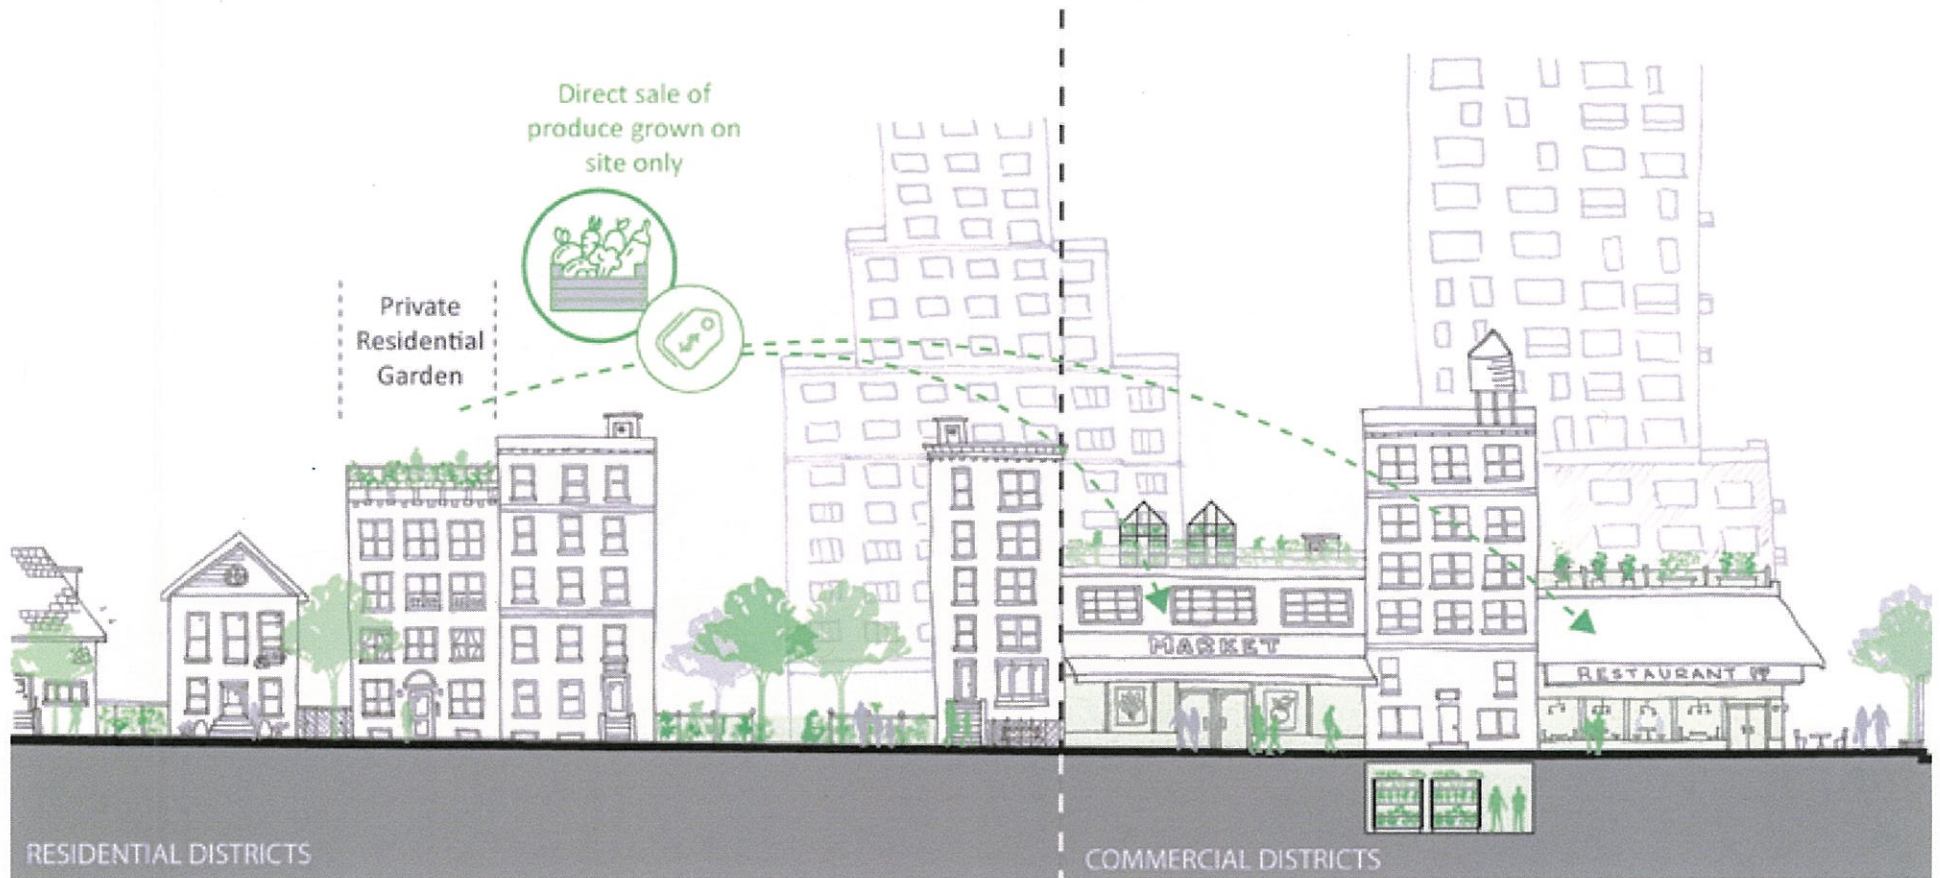 Direct sale of
produce grown on
site only
Private
Residential
Garden
MARKET
RESTAURANT
RESIDENTIAL DISTRICTS
COMMERCIAL DISTRICTS